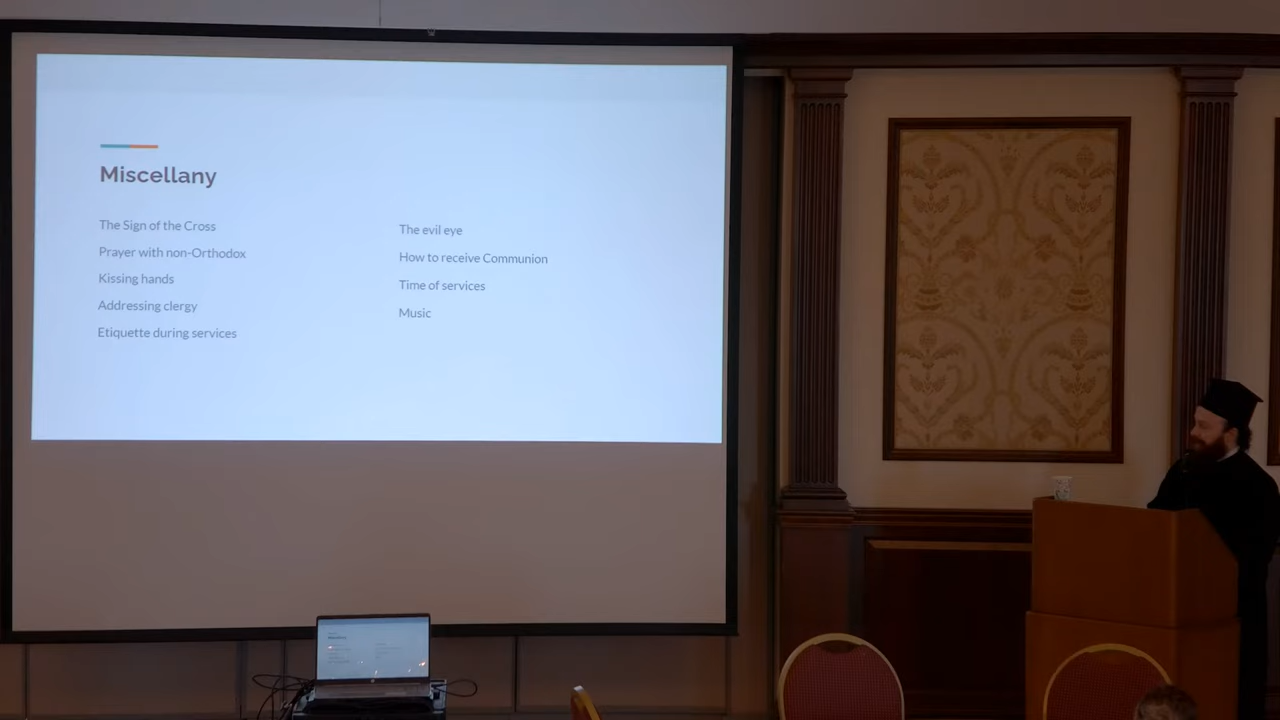 Miscellany
The Sign of the Cross
Prayer with non-Orthodox
Kissing hands
Addressing clergy
Etiquette during services
The evil eye
How to receive Communion
Time of services
Music